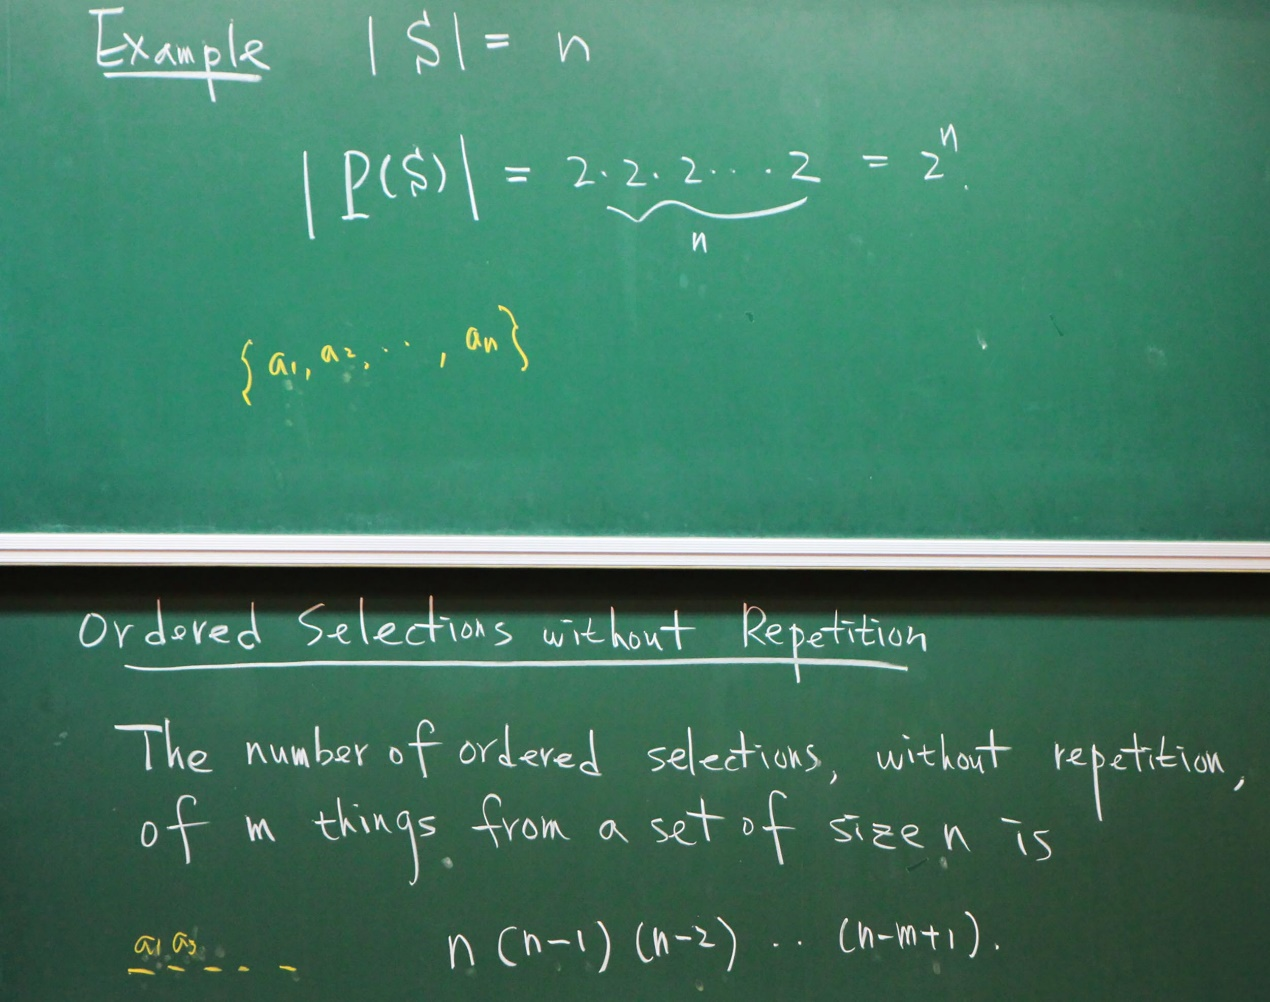 Example |S| = n
|P(S)| = 2·2·2···2 = 2ⁿ.
n
{a₁, a₂, ··· , aₙ}
Ordered Selections without Repetition
The number of ordered selections, without repetition,
of m things from a set of size n is
a₁ a₃
n (n-1) (n-2) ·· (n-m+1).